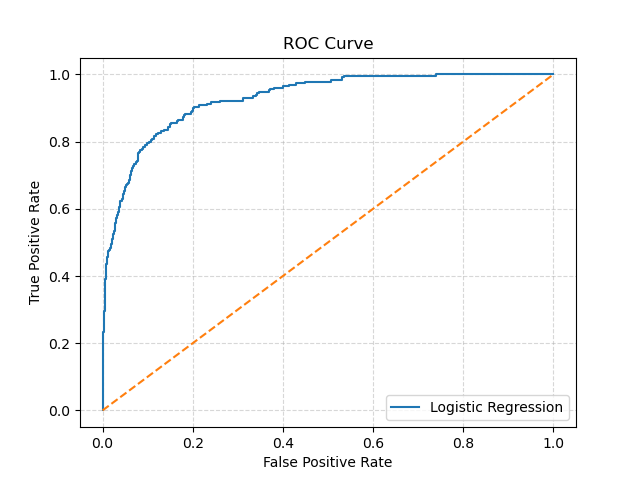 ROC Curve
True Positive Rate
1.0
0.8
0.6
0.4
0.2
0.0
0.0 0.2 0.4 0.6 0.8 1.0
False Positive Rate
Logistic Regression